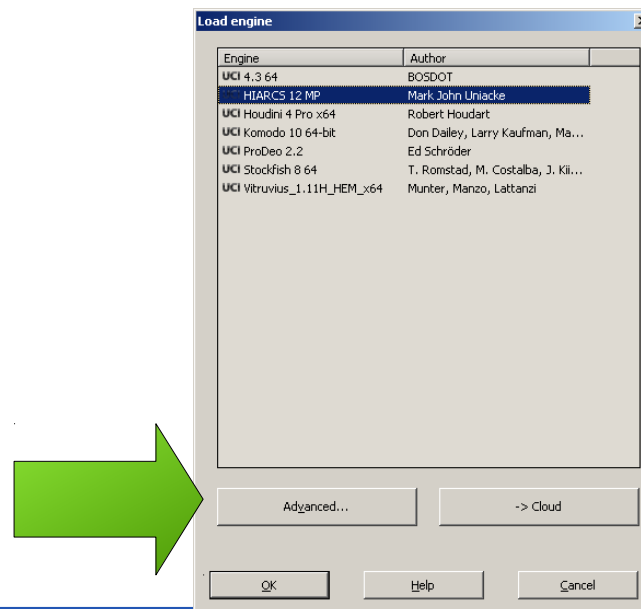 Load engine
Engine Author
UCI 4.3 64 BOSDOT
HIARCS 12 MP Mark John Uniacke
UCI Houdini 4 Pro x64 Robert Houdart
UCI Komodo 10 64-bit Don Dailey, Larry Kaufman, Ma...
UCI ProDeo 2.2 Ed Schröder
UCI Stockfish 8 64 T. Romstad, M. Costalba, J. Kii...
UCI Vitruvius_1.11H_HEM_x64 Munter, Manzo, Lattanzi
Advanced... -> Cloud
OK Help Cancel